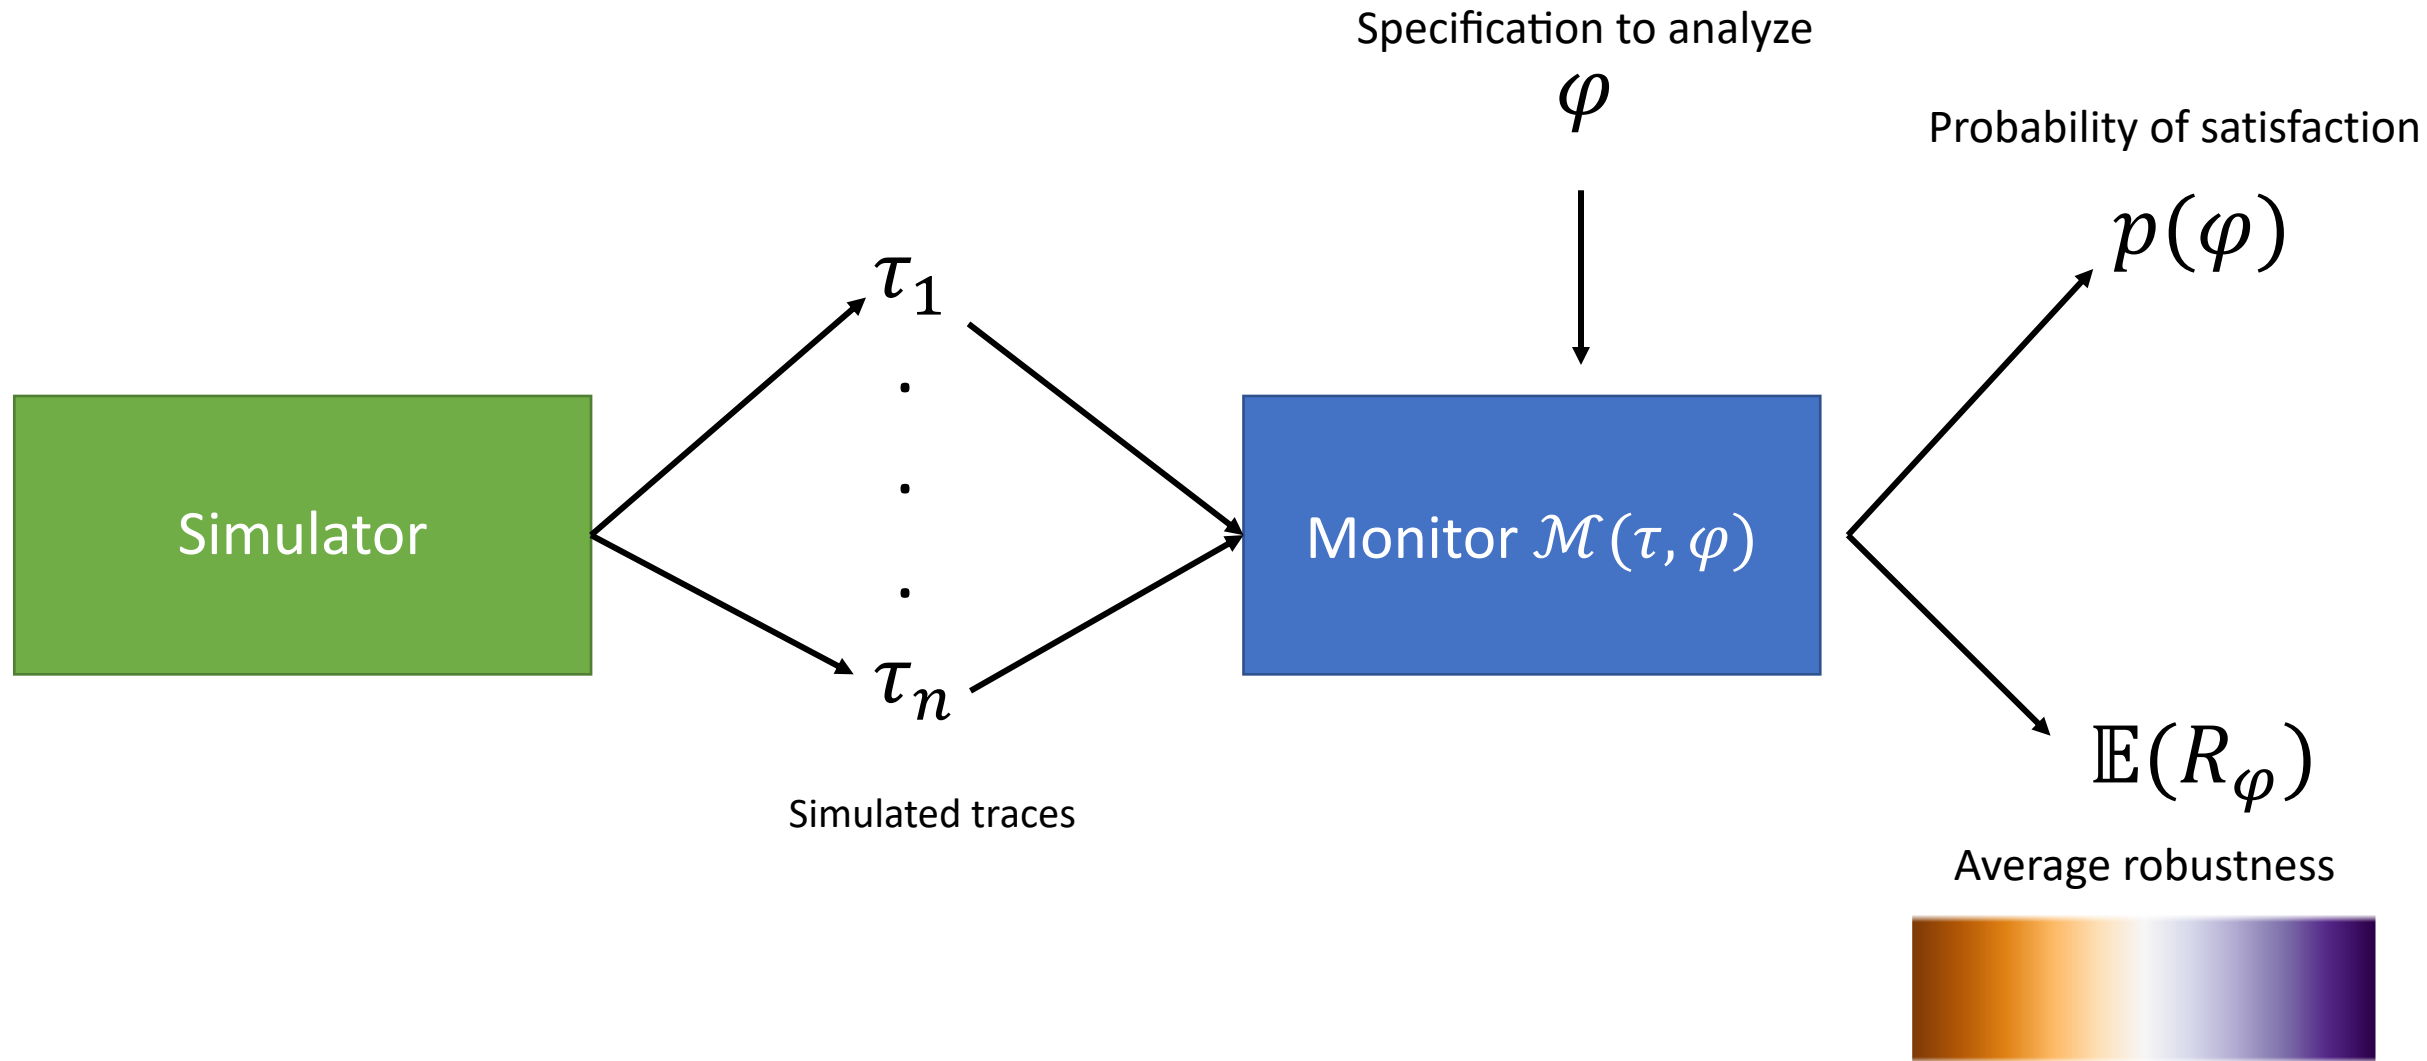 Specification to analyze
φ
Probability of satisfaction
p(φ)
τ₁
.
.
.
τₙ
Simulator
Monitor ℳ(τ, φ)
Simulated traces
𝔼(R_φ)
Average robustness